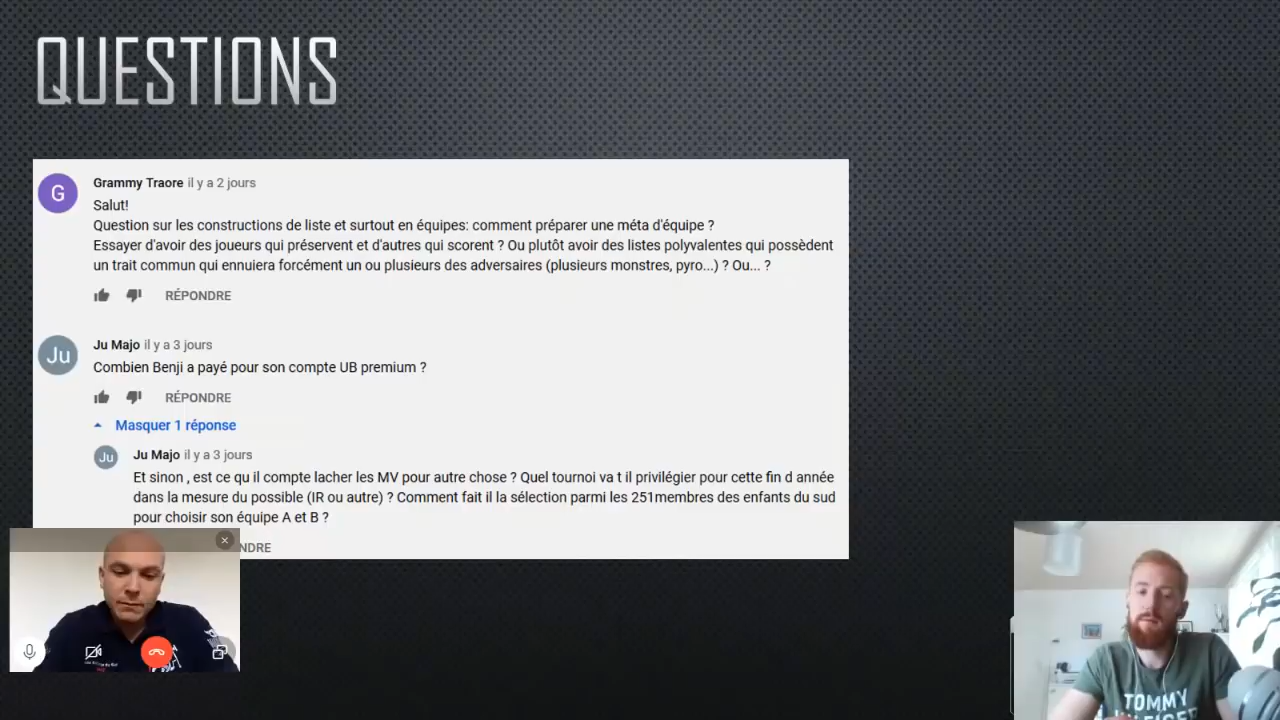 QUESTIONS
G
Grammy Traore il y a 2 jours
Salut!
Question sur les constructions de liste et surtout en équipes: comment préparer une méta d'équipe ?
Essayer d'avoir des joueurs qui préservent et d'autres qui scorent ? Ou plutôt avoir des listes polyvalentes qui possèdent
un trait commun qui ennuiera forcément un ou plusieurs des adversaires (plusieurs monstres, pyro...) ? Ou... ?
RÉPONDRE
Ju
Ju Majo il y a 3 jours
Combien Benji a payé pour son compte UB premium ?
RÉPONDRE
Masquer 1 réponse
Ju
Ju Majo il y a 3 jours
Et sinon , est ce qu il compte lacher les MV pour autre chose ? Quel tournoi va t il privilégier pour cette fin d année
dans la mesure du possible (IR ou autre) ? Comment fait il la sélection parmi les 251membres des enfants du sud
pour choisir son équipe A et B ?
NDRE
TOMMY